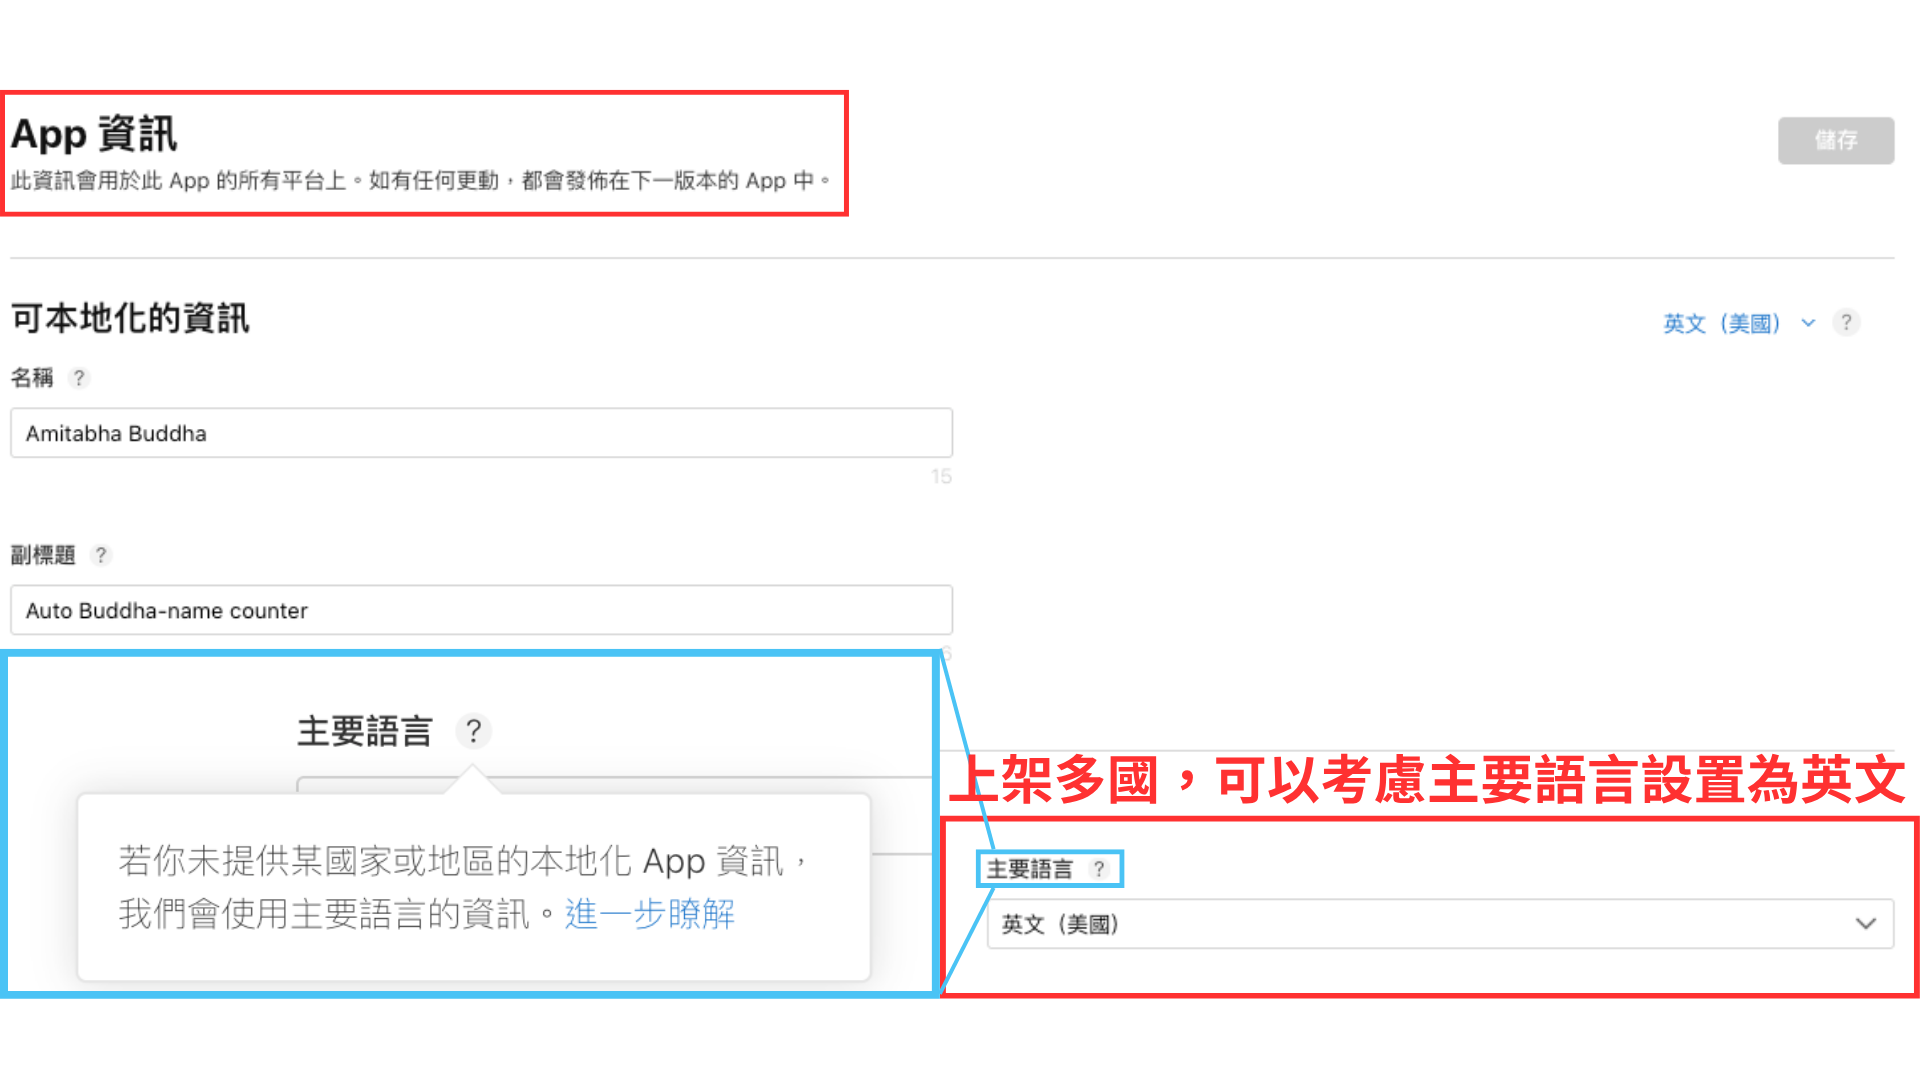 App 資訊
儲存
此資訊會用於此 App 的所有平台上。如有任何更動，都會發佈在下一版本的 App 中。
可本地化的資訊
英文（美國） ?
名稱 ?
Amitabha Buddha
15
副標題 ?
Auto Buddha-name counter
6
主要語言 ?
若你未提供某國家或地區的本地化 App 資訊，
我們會使用主要語言的資訊。進一步瞭解
上架多國，可以考慮主要語言設置為英文
主要語言 ?
英文（美國）